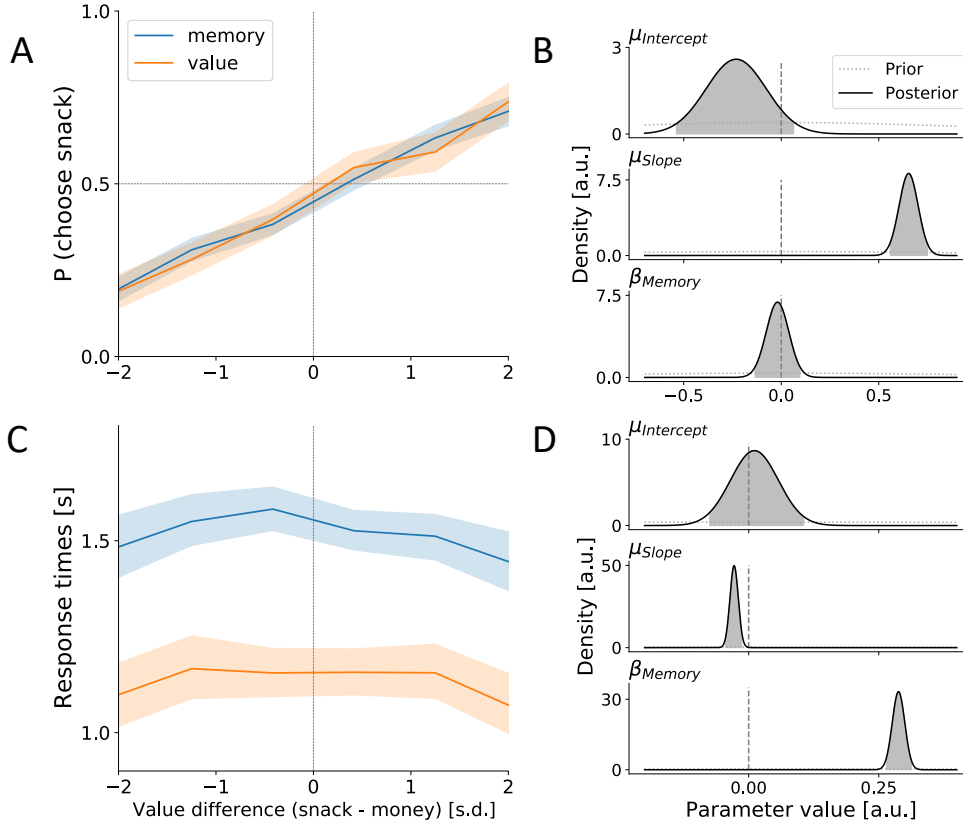 A
1.0
0.5
0.0
P (choose snack)
memory
value
−2
−1
0
1
2
B
μIntercept
3
0
Prior
Posterior
μSlope
7.5
0.0
Density [a.u.]
βMemory
7.5
0.0
−0.5
0.0
0.5
C
1.5
1.0
Response times [s]
−2
−1
0
1
2
Value difference (snack - money) [s.d.]
D
μIntercept
10
0
μSlope
50
0
Density [a.u.]
βMemory
30
0
0.00
0.25
Parameter value [a.u.]